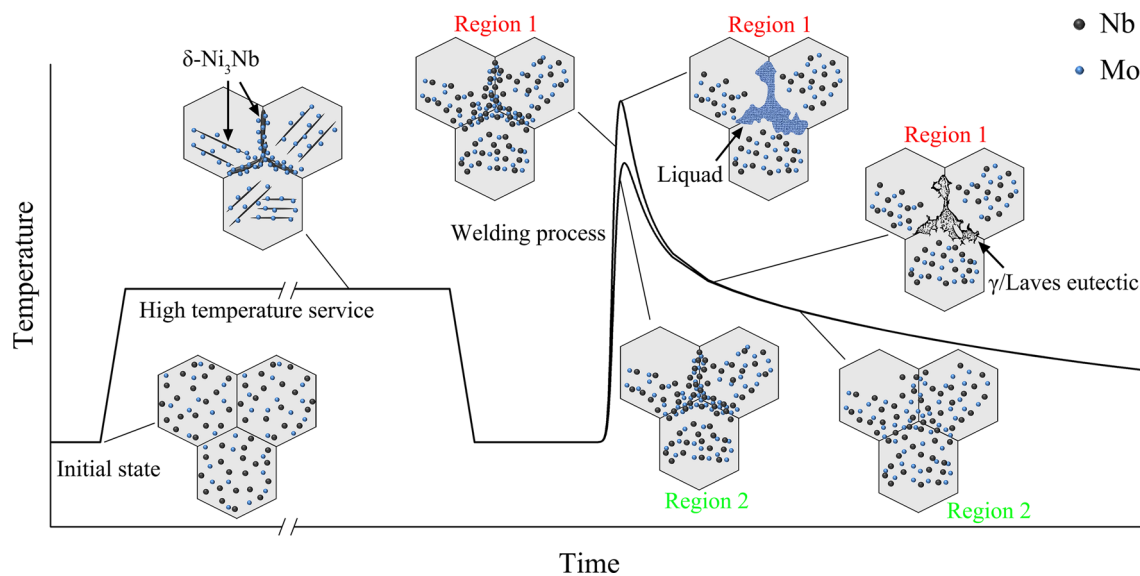 Region 1
Region 1
Nb
Mo
δ-Ni₃Nb
Region 1
Liquad
Welding process
γ/Laves eutectic
High temperature service
Temperature
Initial state
Region 2
Region 2
Time